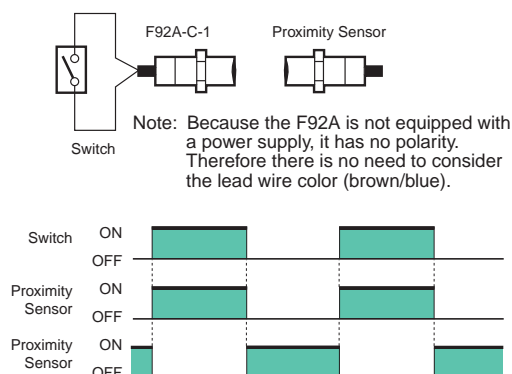 F92A-C-1 Proximity Sensor
Switch
Note: Because the F92A is not equipped with
a power supply, it has no polarity.
Therefore there is no need to consider
the lead wire color (brown/blue).
Switch ON
OFF
Proximity Sensor ON
OFF
Proximity Sensor ON
OFF